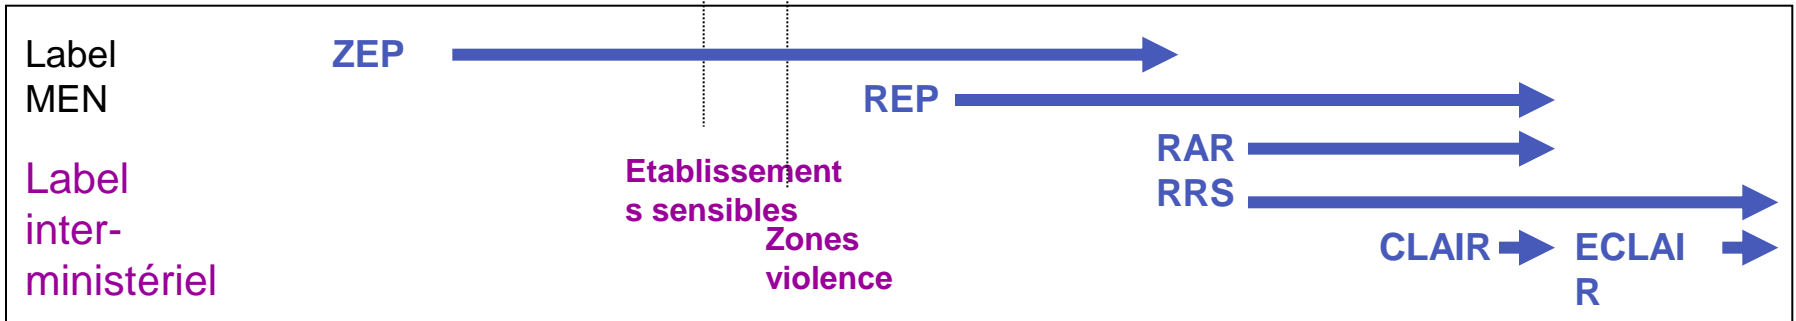 Label
MEN
ZEP
REP
RAR
RRS
Label
inter-
ministériel
Etablissement
s sensibles
Zones
violence
CLAIR
ECLAI
R